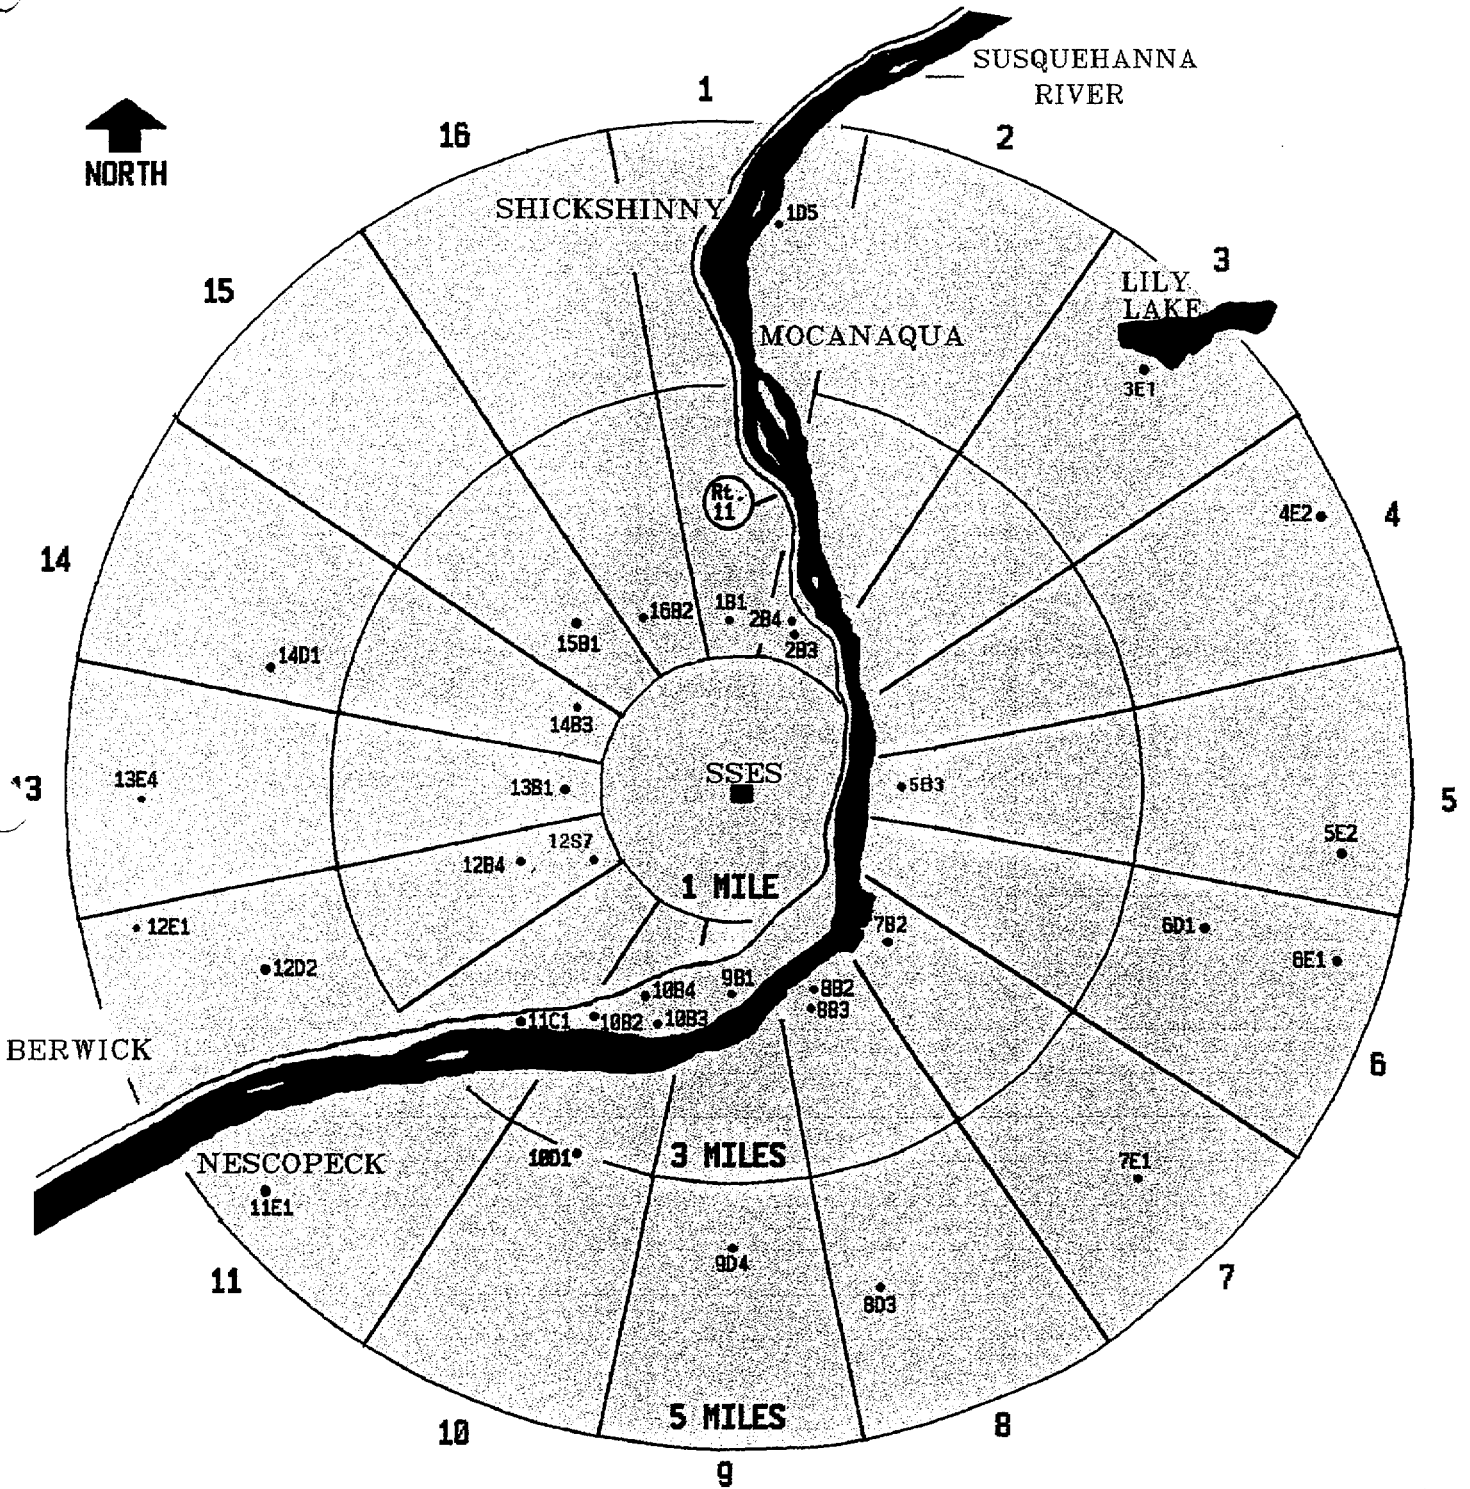 SUSQUEHANNA
RIVER
1
16
2
NORTH
SHICKSHINNY
1D5
3
15
LILY
LAKE
MOCANAQUA
3E1
Rt.
11
4E2
4
14
16B2
1B1
2B4
15B1
2B3
14D1
14B3
SSES
13E4
13B1
5B3
13
5
5E2
12S7
12B4
1 MILE
12E1
7B2
6D1
6E1
12D2
9B1
8B2
10B4
8B3
11C1
10B2
10B3
BERWICK
6
NESCOPECK
10D1
3 MILES
7E1
11E1
9D4
11
7
8D3
5 MILES
10
8
9